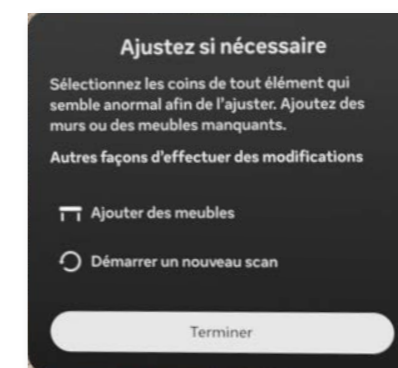 Ajustez si nécessaire
Sélectionnez les coins de tout élément qui
semble anormal afin de l'ajuster. Ajoutez des
murs ou des meubles manquants.
Autres façons d'effectuer des modifications
Ajouter des meubles
Démarrer un nouveau scan
Terminer